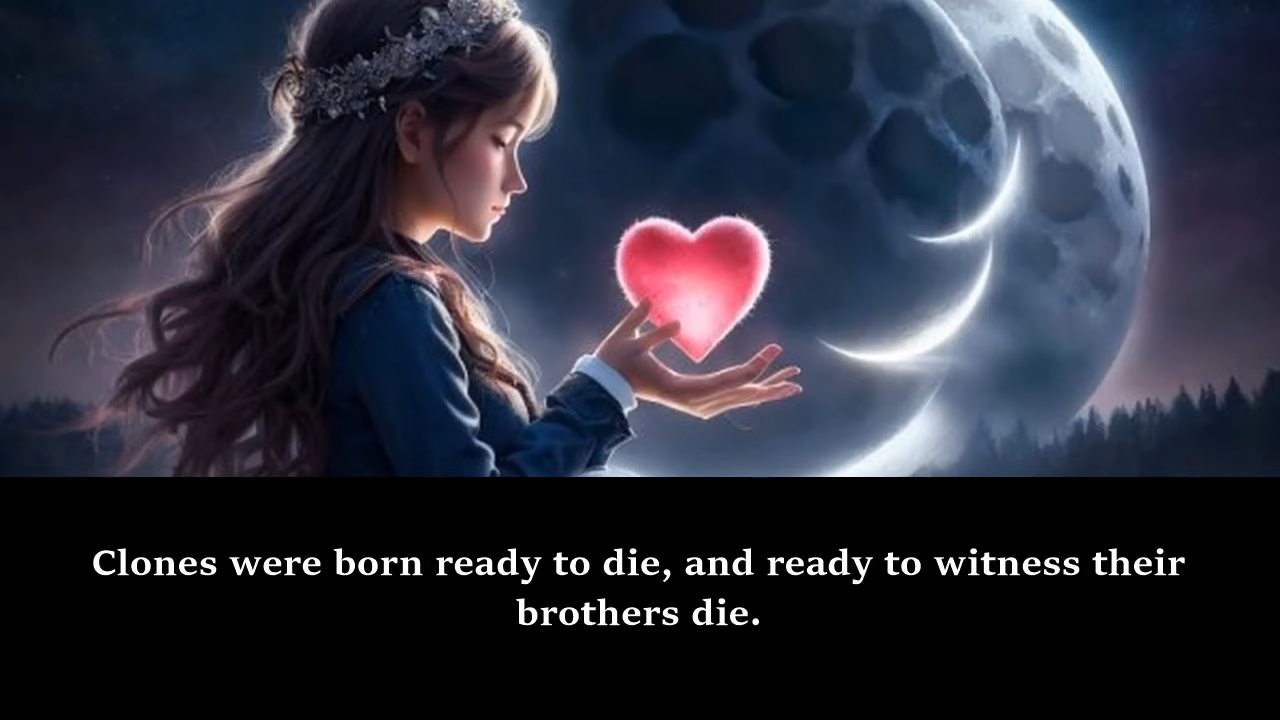 Clones were born ready to die, and ready to witness their
brothers die.